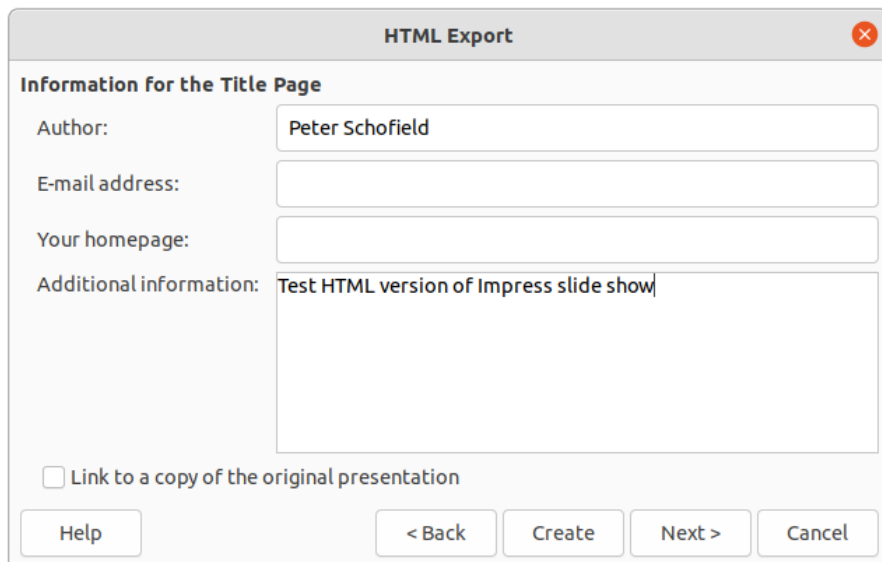 HTML Export
Information for the Title Page
Author: Peter Schofield
E-mail address:
Your homepage:
Additional information: Test HTML version of Impress slide show
Link to a copy of the original presentation
Help < Back Create Next > Cancel